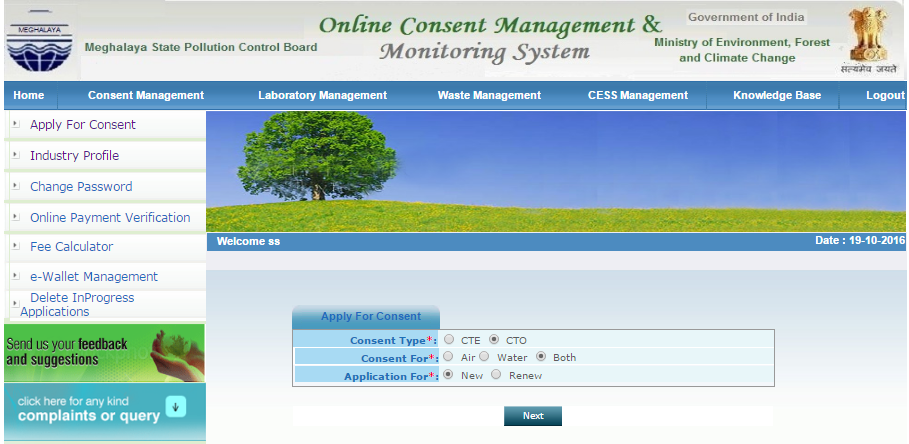 MEGHALAYA
Meghalaya State Pollution Control Board
Online Consent Management &
Monitoring System
Government of India
Ministry of Environment, Forest
and Climate Change
सत्यमेव जयते
Home Consent Management Laboratory Management Waste Management CESS Management Knowledge Base Logout
Apply For Consent
Industry Profile
Change Password
Online Payment Verification
Fee Calculator
e-Wallet Management
Delete InProgress
Applications
Send us your feedback
and suggestions
click here for any kind
complaints or query
Welcome ss Date : 19-10-2016
Apply For Consent
Consent Type*: CTE CTO
Consent For*: Air Water Both
Application For*: New Renew
Next